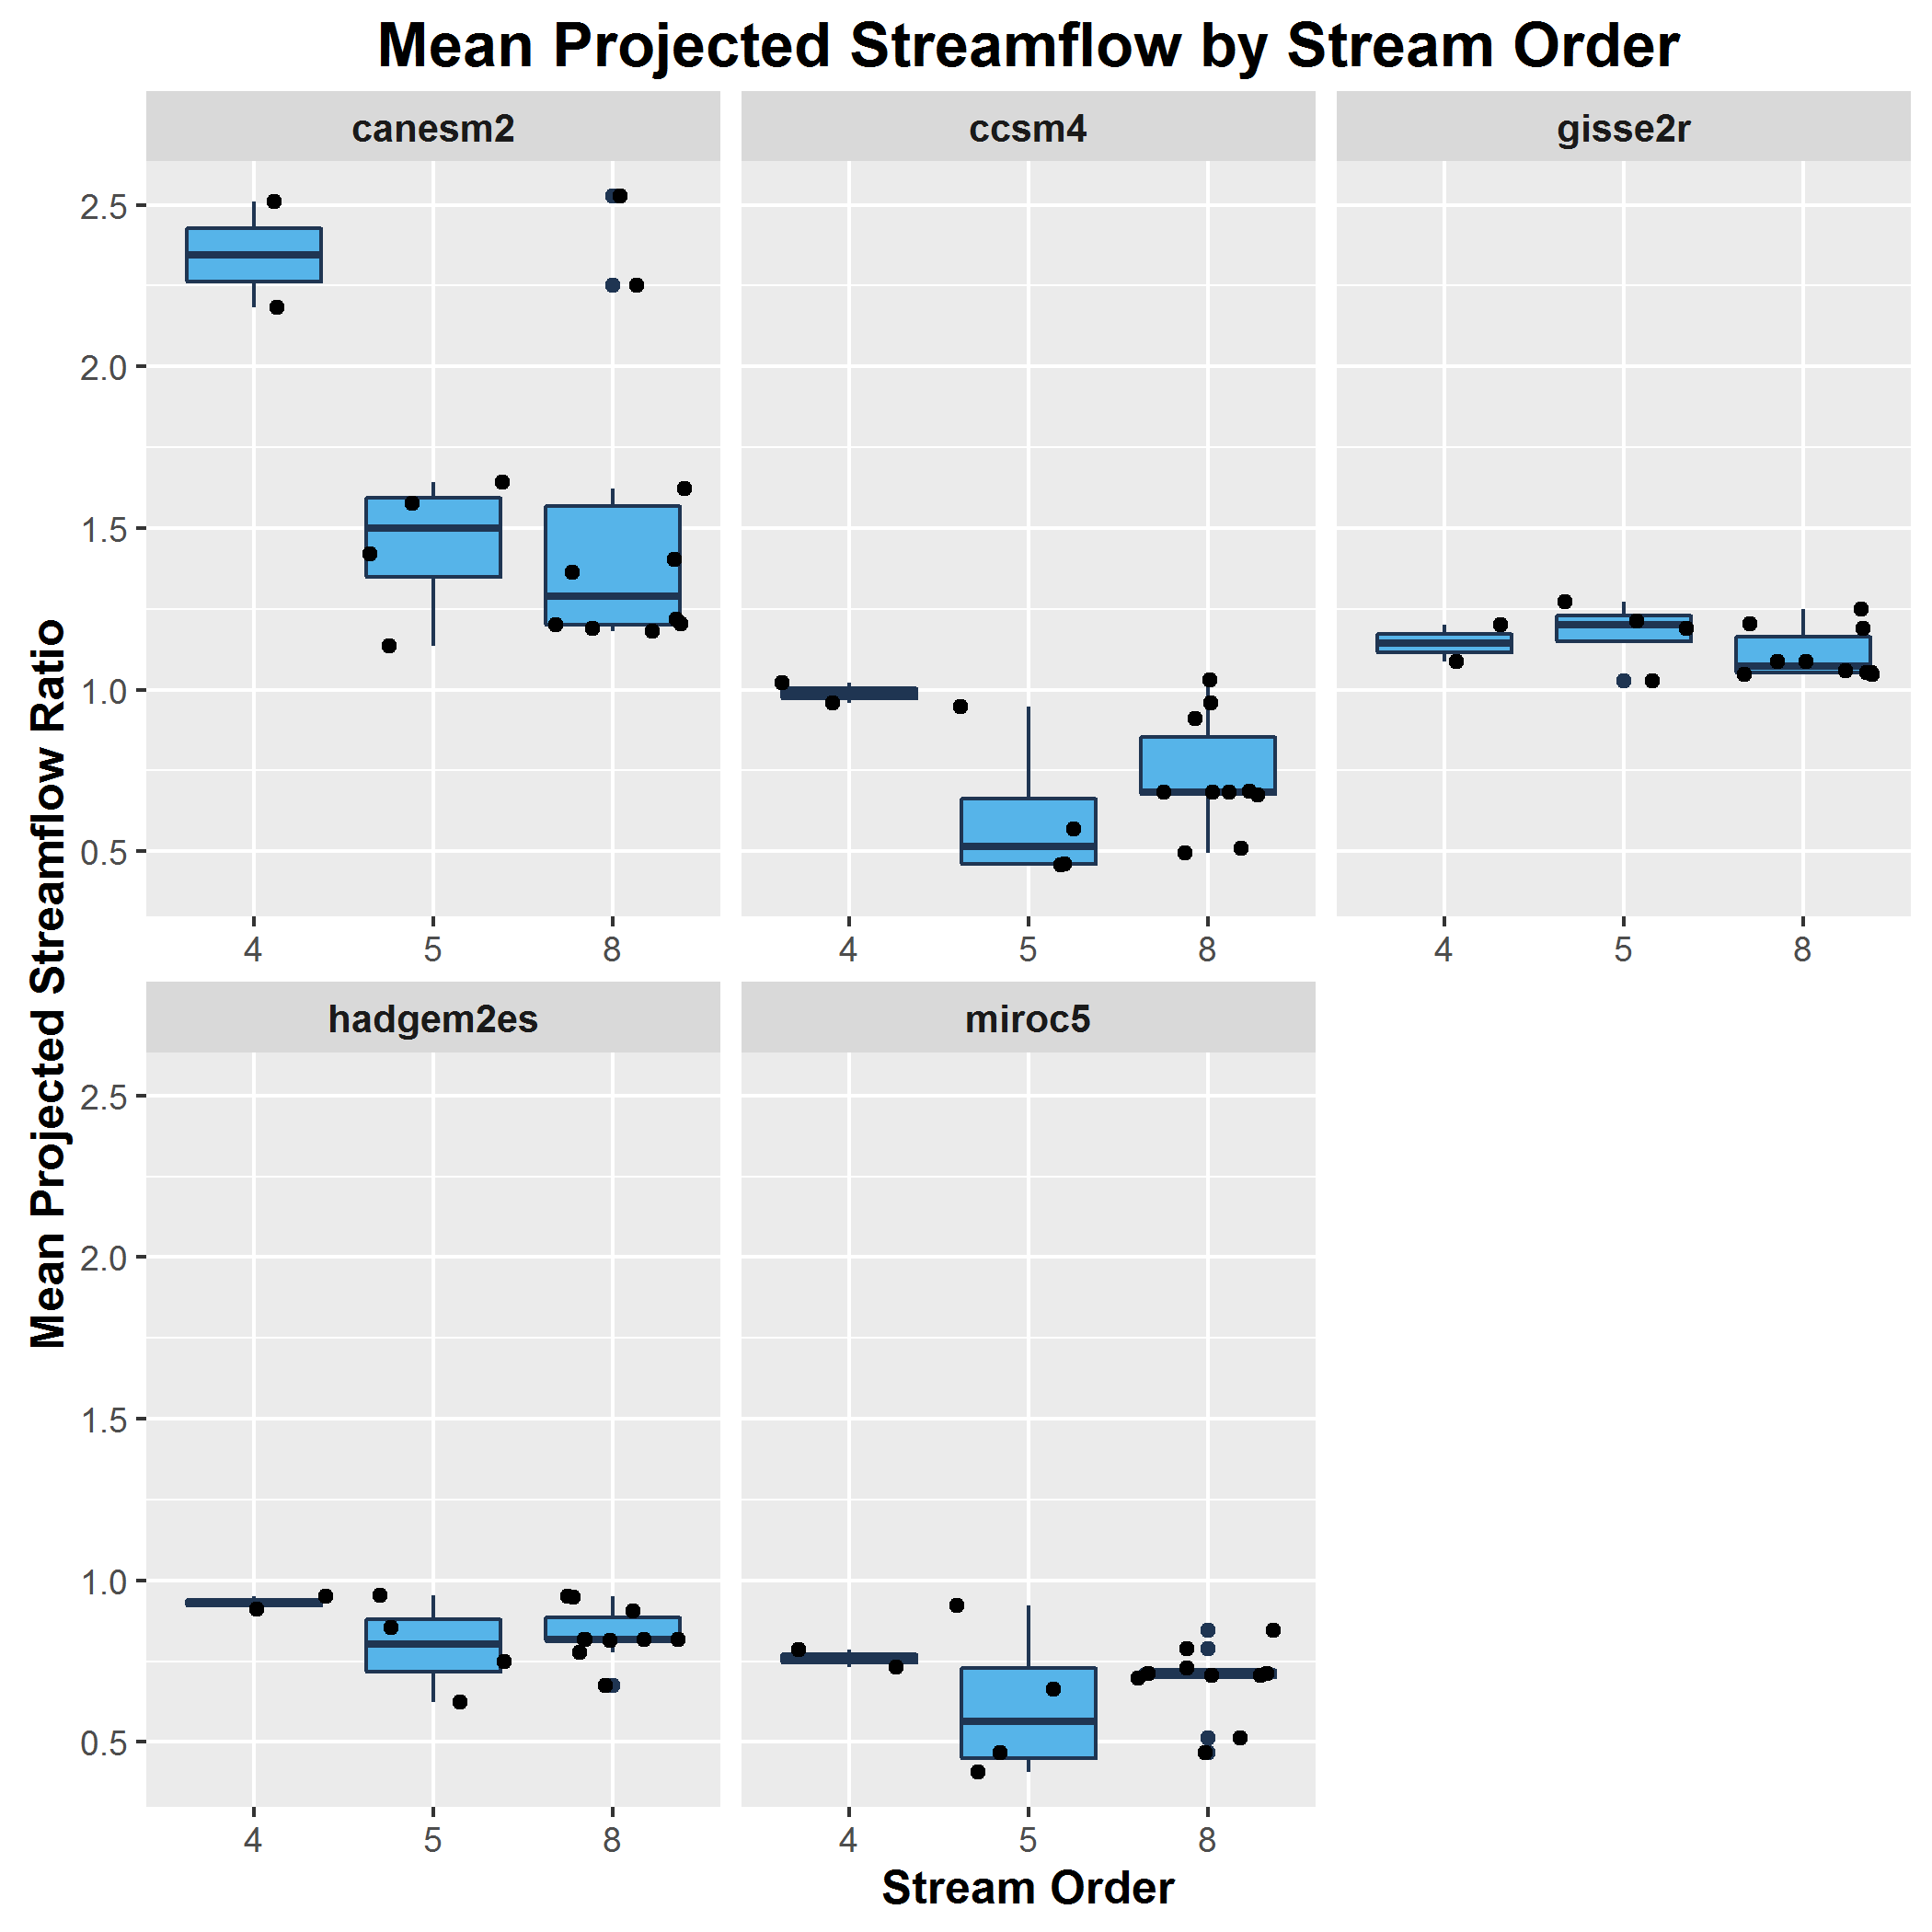 Mean Projected Streamflow by Stream Order
canesm2
ccsm4
gisse2r
2.5
2.0
1.5
1.0
0.5
4 5 8
4 5 8
4 5 8
hadgem2es
miroc5
2.5
2.0
1.5
1.0
0.5
4 5 8
4 5 8
Mean Projected Streamflow Ratio
Stream Order